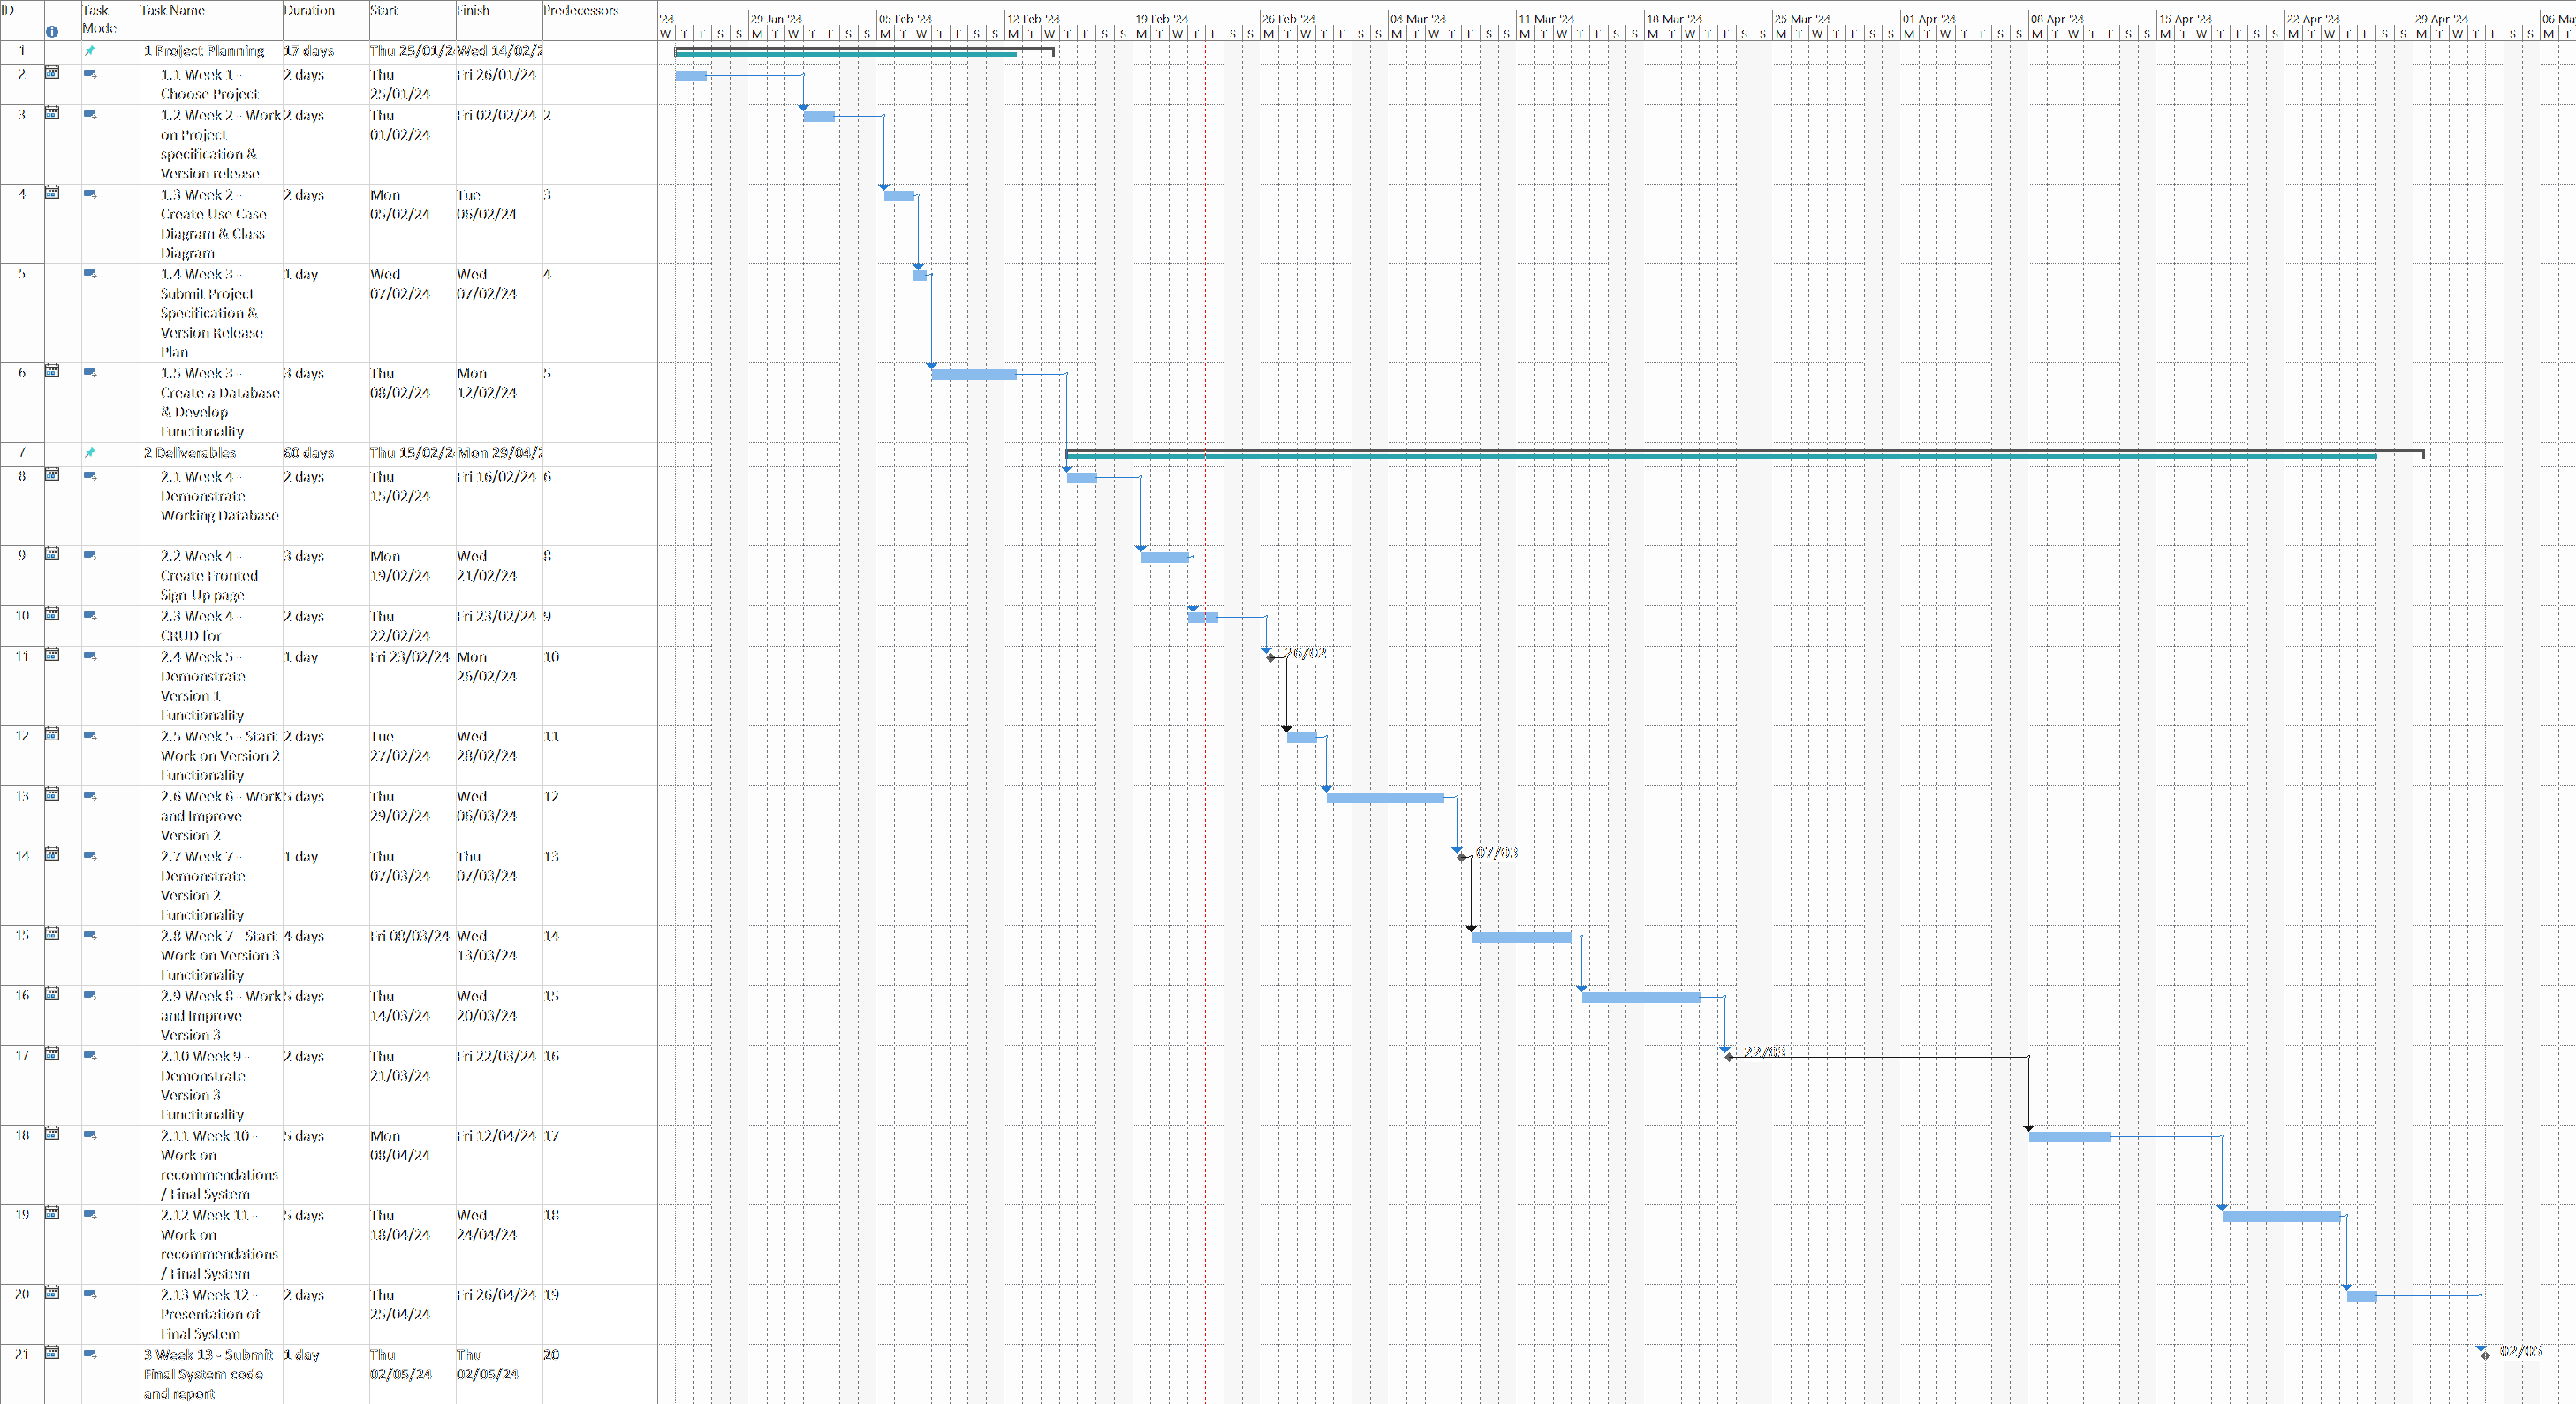 ID Task Mode Task Name Duration Start Finish Predecessors
'24 29 Jan '24 05 Feb '24 12 Feb '24 19 Feb '24 26 Feb '24 04 Mar '24 11 Mar '24 18 Mar '24 25 Mar '24 01 Apr '24 08 Apr '24 15 Apr '24 22 Apr '24 29 Apr '24 06 Ma
W T F S S M T W T F S S M T W T F S S M T W T F S S M T W T F S S M T W T F S S M T W T F S S M T W T F S S M T W T F S S M T W T F S S M T W T F S S M T W T F S S M T W T F S S M T W T F S S M T W T F S S M T
1 1 Project Planning 17 days Thu 25/01/2 Wed 14/02/2
2 1.1 Week 1 - 2 days Thu Fri 26/01/24
Choose Project 25/01/24
3 1.2 Week 2 - Work 2 days Thu Fri 02/02/24 2
on Project 01/02/24
specification &
Version release
4 1.3 Week 2 - 2 days Mon Tue 3
Create Use Case 05/02/24 06/02/24
Diagram & Class
Diagram
5 1.4 Week 3 - 1 day Wed Wed 4
Submit Project 07/02/24 07/02/24
Specification &
Version Release
Plan
6 1.5 Week 3 - 3 days Thu Mon 5
Create a Database 08/02/24 12/02/24
& Develop
Functionality
7 2 Deliverables 60 days Thu 15/02/2 Mon 29/04/2
8 2.1 Week 4 - 2 days Thu Fri 16/02/24 6
Demonstrate 15/02/24
Working Database
9 2.2 Week 4 - 3 days Mon Wed 8
Create Fronted 19/02/24 21/02/24
Sign-Up page
10 2.3 Week 4 - 2 days Thu Fri 23/02/24 9
CRUD for 22/02/24
11 2.4 Week 5 - 1 day Fri 23/02/24 Mon 10 26/02
Demonstrate 26/02/24
Version 1
Functionality
12 2.5 Week 5 - Start 2 days Tue Wed 11
Work on Version 2 27/02/24 28/02/24
Functionality
13 2.6 Week 6 - WorK 5 days Thu Wed 12
and Improve 29/02/24 06/03/24
Version 2
14 2.7 Week 7 - 1 day Thu Thu 13 07/03
Demonstrate 07/03/24 07/03/24
Version 2
Functionality
15 2.8 Week 7 - Start 4 days Fri 08/03/24 Wed 14
Work on Version 3 13/03/24
Functionality
16 2.9 Week 8 - Work 5 days Thu Wed 15
and Improve 14/03/24 20/03/24
Version 3
17 2.10 Week 9 - 2 days Thu Fri 22/03/24 16 22/03
Demonstrate 21/03/24
Version 3
Functionality
18 2.11 Week 10 - 5 days Mon Fri 12/04/24 17
Work on 08/04/24
recommendations
/ Final System
19 2.12 Week 11 - 5 days Thu Wed 18
Work on 18/04/24 24/04/24
recommendations
/ Final System
20 2.13 Week 12 - 2 days Thu Fri 26/04/24 19
Presentation of 25/04/24
Final System
21 3 Week 13 - Submit 1 day Thu Thu 20 02/05
Final System code 02/05/24 02/05/24
and report